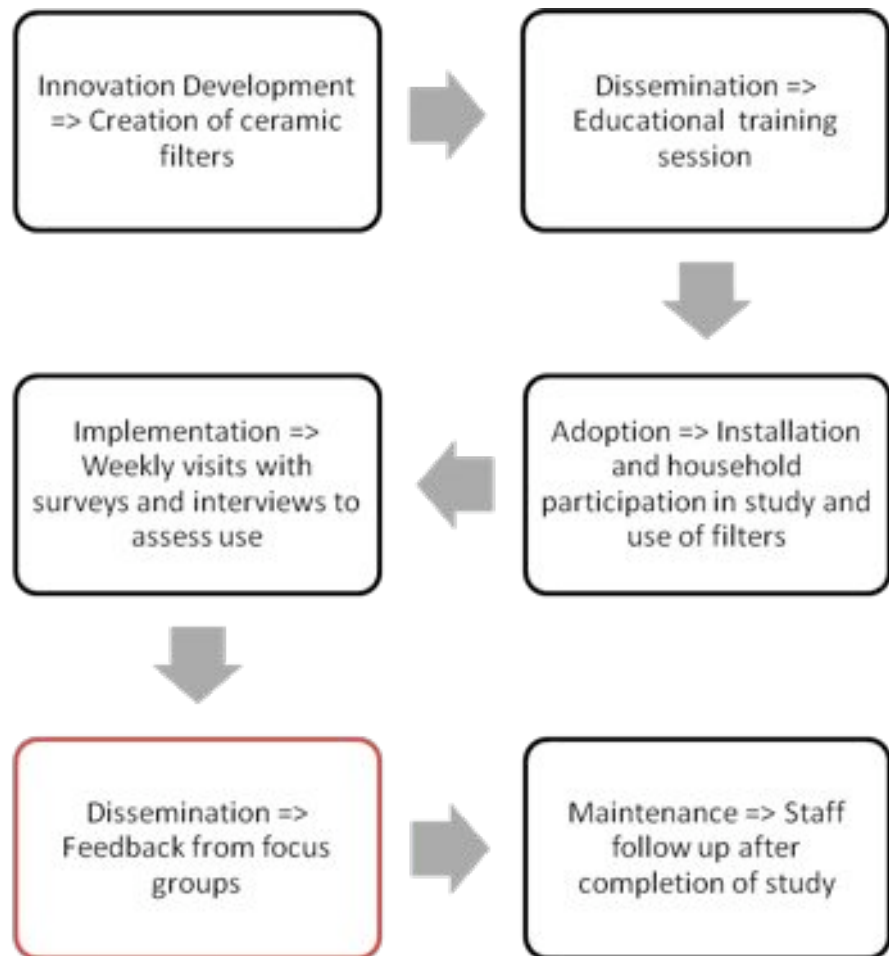 Innovation Development
=> Creation of ceramic
filters
Dissemination =>
Educational training
session
Adoption => Installation
and household
participation in study and
use of filters
Implementation =>
Weekly visits with
surveys and interviews to
assess use
Dissemination =>
Feedback from focus
groups
Maintenance => Staff
follow up after
completion of study